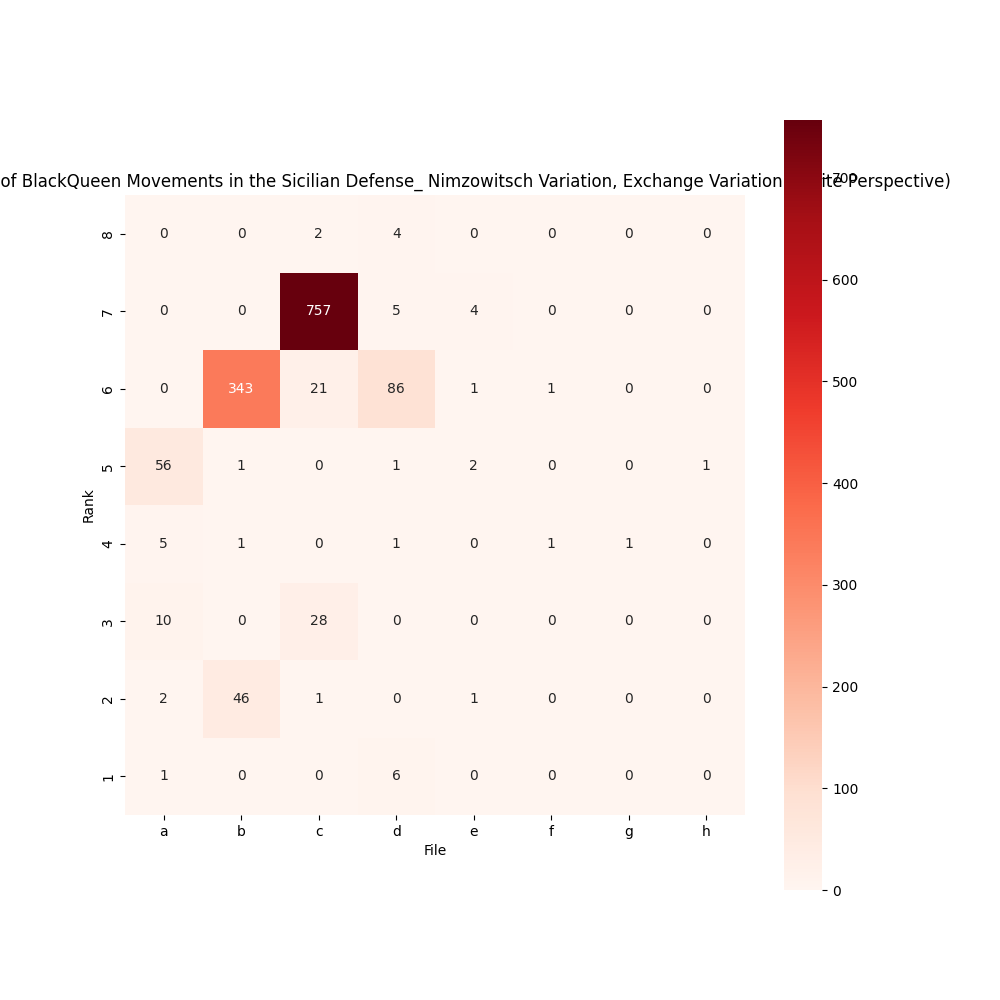 of BlackQueen Movements in the Sicilian Defense_ Nimzowitsch Variation, Exchange Variation Perspective)
700
8 0 0 2 4 0 0 0 0
7 0 0 757 5 4 0 0 0
600
6 0 343 21 86 1 1 0 0
500
5 56 1 0 1 2 0 0 1
400
Rank
4 5 1 0 1 0 1 1 0
300
3 10 0 28 0 0 0 0 0
200
2 2 46 1 0 1 0 0 0
100
1 1 0 0 6 0 0 0 0
a b c d e f g h
File
0